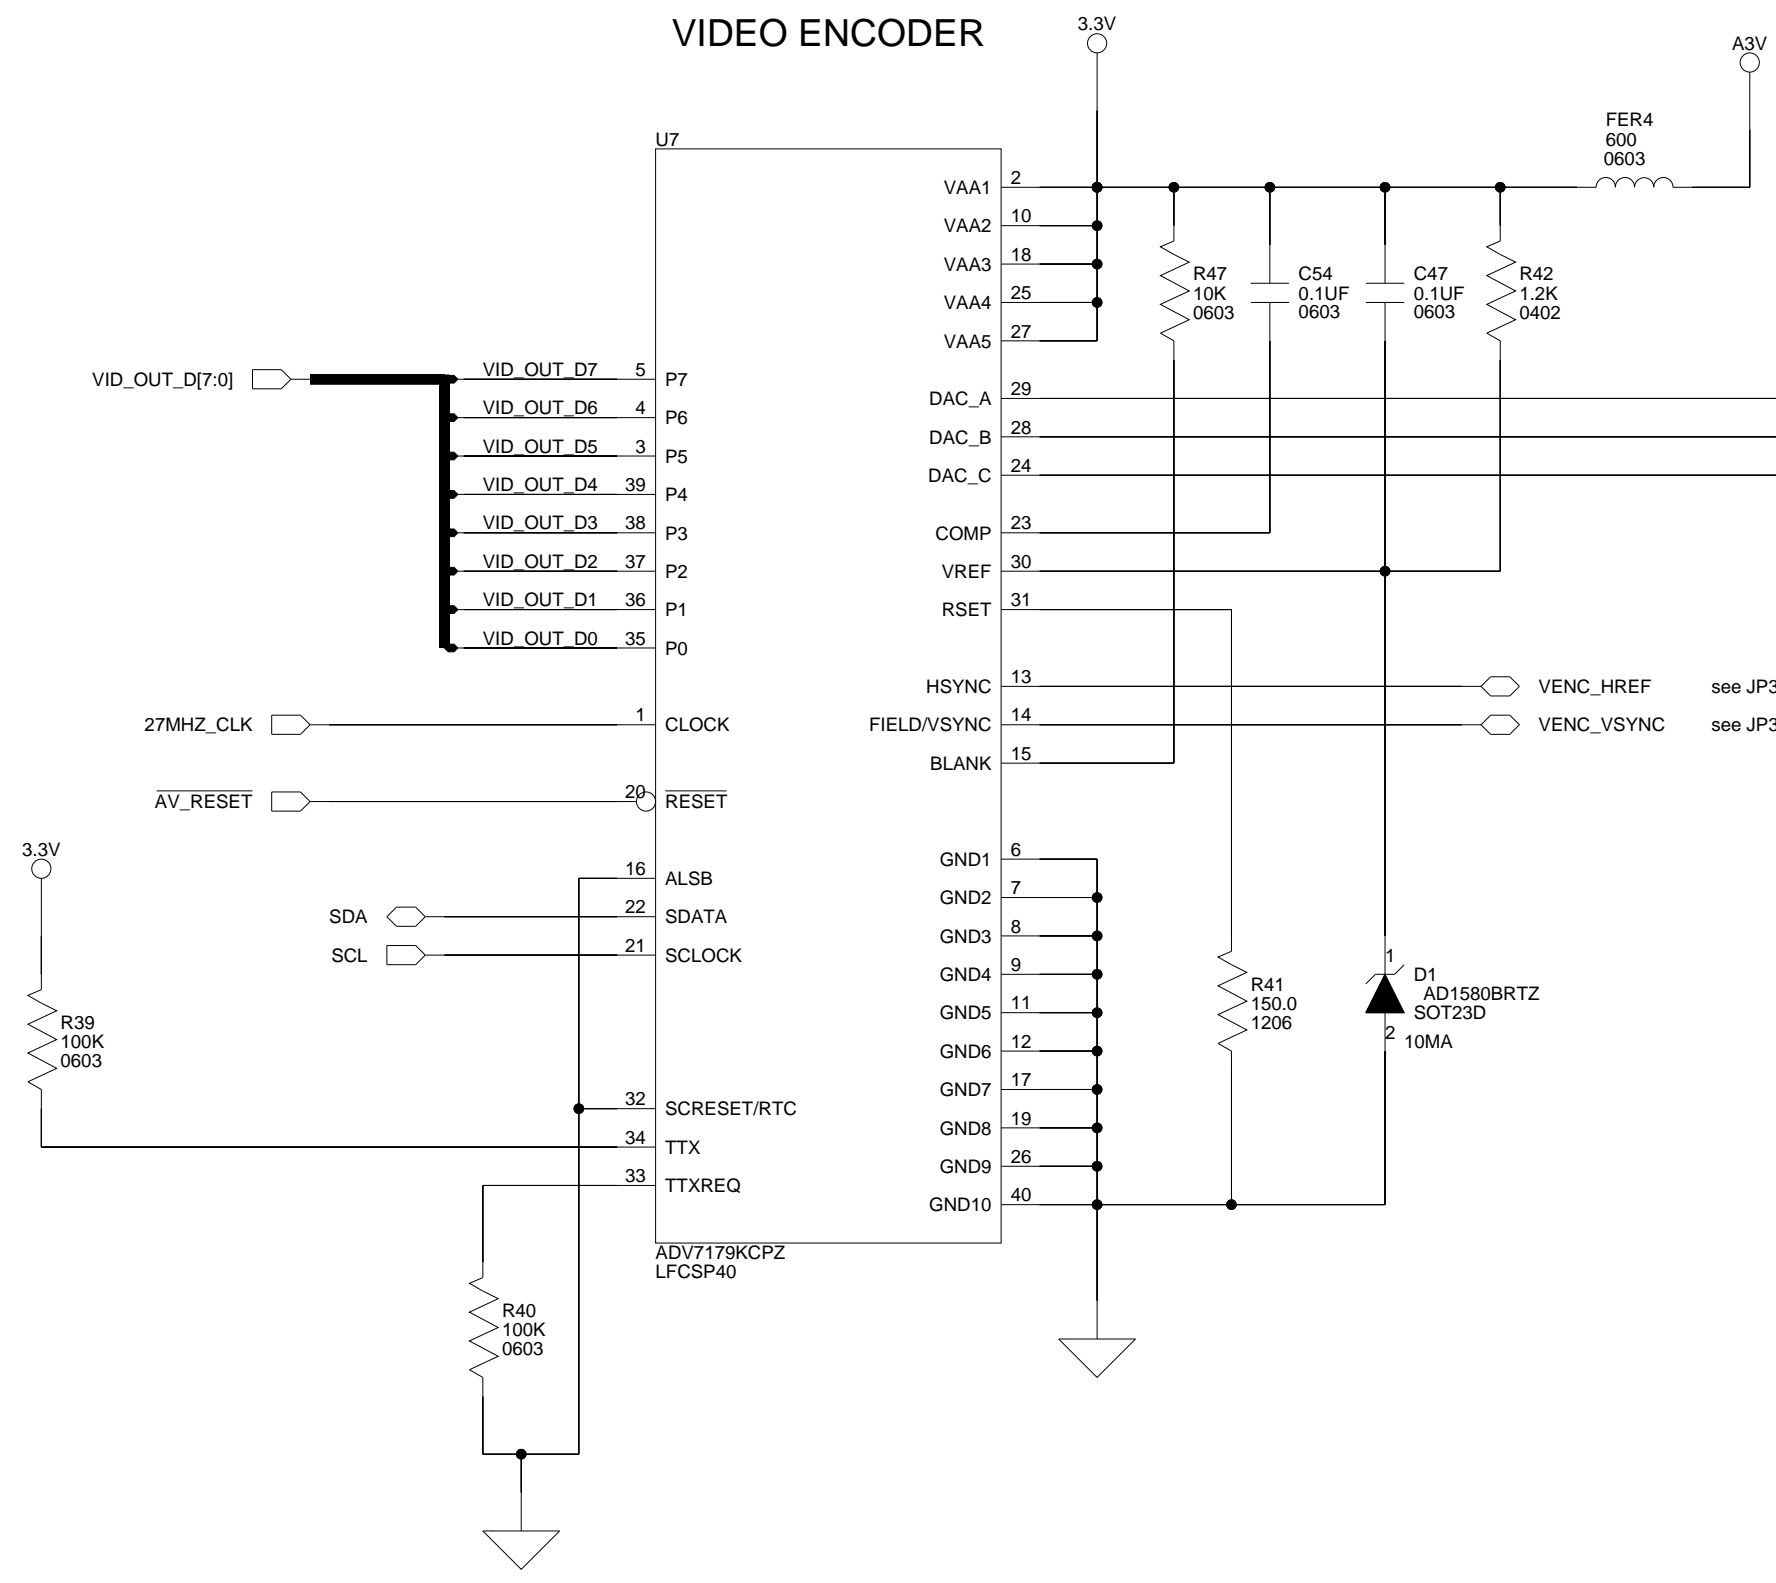 VIDEO ENCODER
3.3V
A3V
FER4
600
0603
U7
VAA1 2
VAA2 10
VAA3 18
VAA4 25
VAA5 27
R47
10K
0603
C54
0.1UF
0603
C47
0.1UF
0603
R42
1.2K
0402
VID_OUT_D[7:0]
VID_OUT_D7 5 P7
VID_OUT_D6 4 P6
VID_OUT_D5 3 P5
VID_OUT_D4 39 P4
VID_OUT_D3 38 P3
VID_OUT_D2 37 P2
VID_OUT_D1 36 P1
VID_OUT_D0 35 P0
DAC_A 29
DAC_B 28
DAC_C 24
COMP 23
VREF 30
RSET 31
HSYNC 13 VENC_HREF see JP3
27MHZ_CLK 1 CLOCK
FIELD/VSYNC 14 VENC_VSYNC see JP3
BLANK 15
AV_RESET 20 RESET
3.3V
16 ALSB
SDA 22 SDATA
SCL 21 SCLOCK
GND1 6
GND2 7
GND3 8
GND4 9
GND5 11
GND6 12
GND7 17
GND8 19
GND9 26
GND10 40
R41
150.0
1206
1
D1
AD1580BRTZ
SOT23D
2
10MA
R39
100K
0603
32 SCRESET/RTC
34 TTX
33 TTXREQ
ADV7179KCPZ
LFCSP40
R40
100K
0603